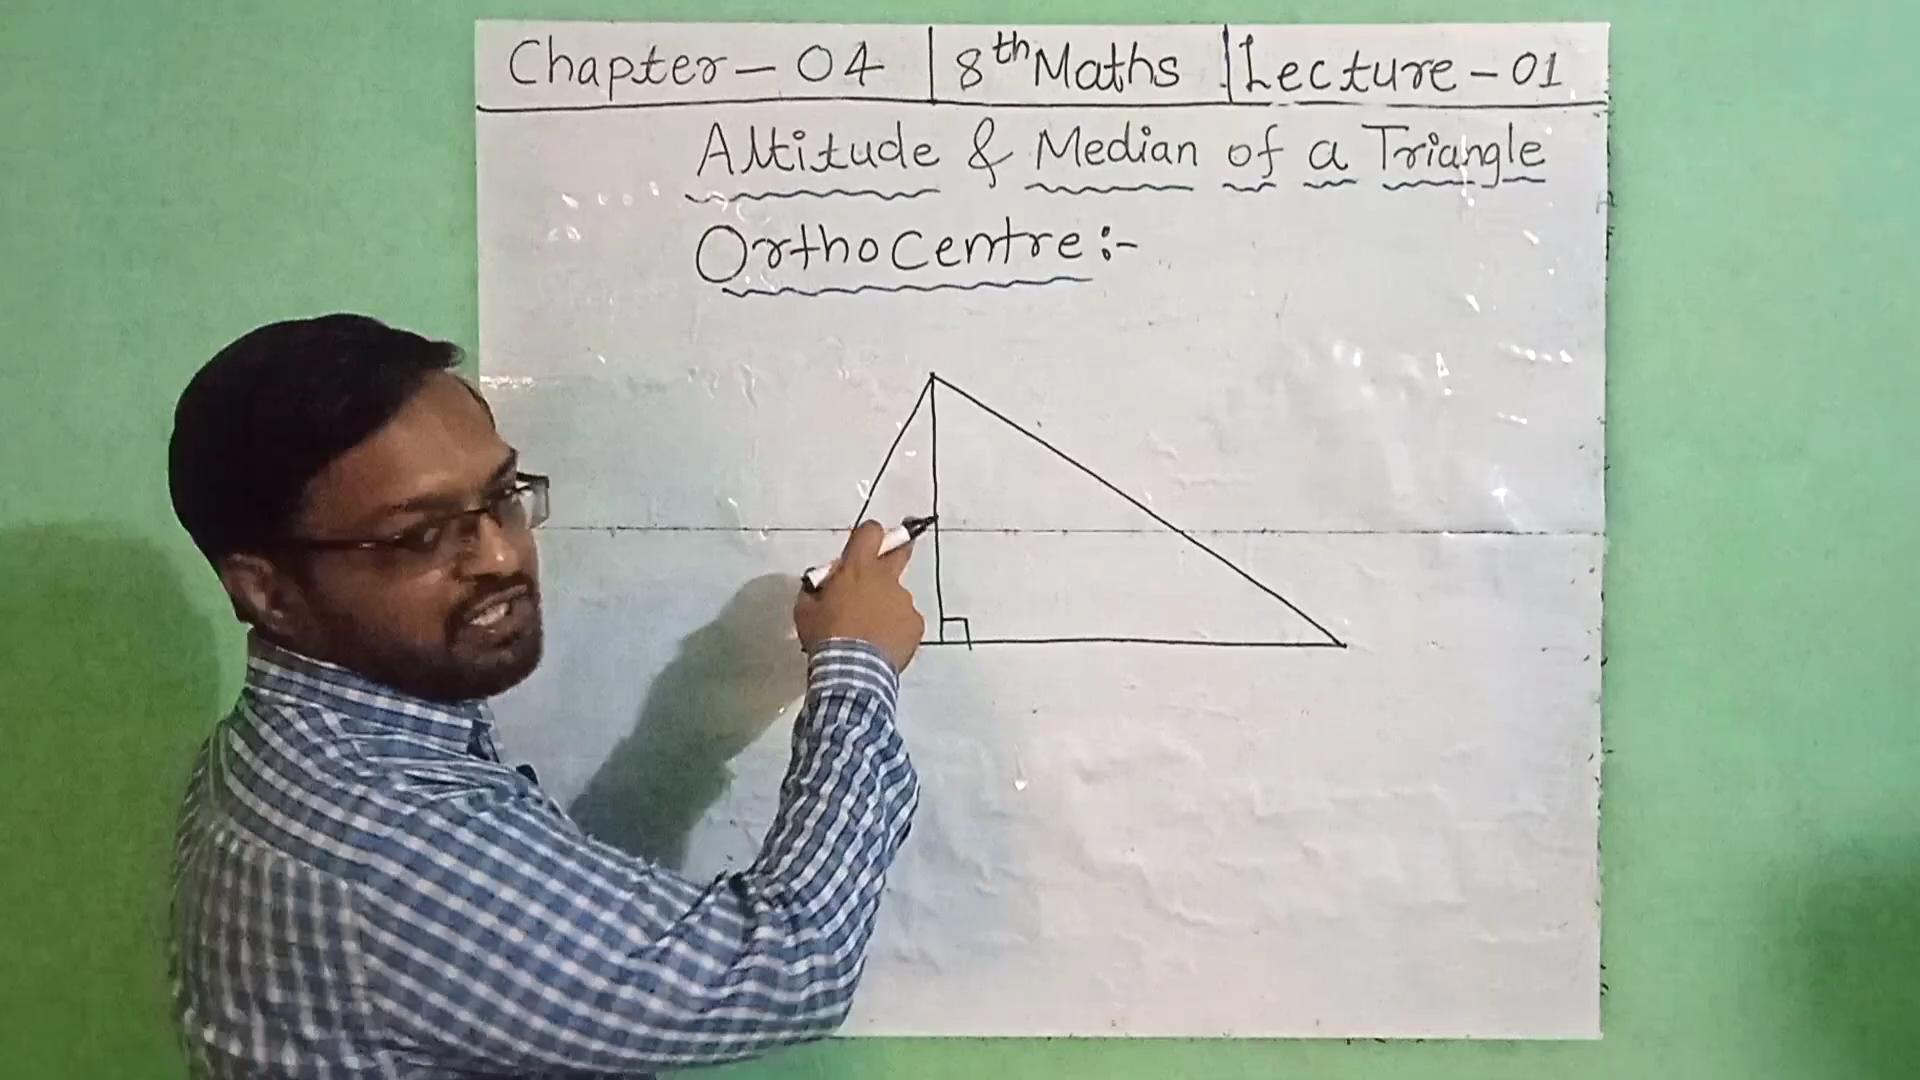 Chapter – 04 | 8th Maths | Lecture – 01
Altitude & Median of a Triangle
Orthocentre :-